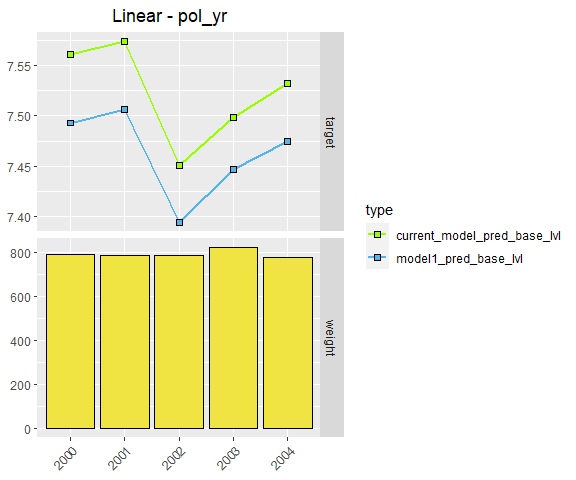 Linear - pol_yr
7.55
7.50
7.45
7.40
target
800
600
400
200
0
weight
2000
2001
2002
2003
2004
type
current_model_pred_base_lvl
model1_pred_base_lvl